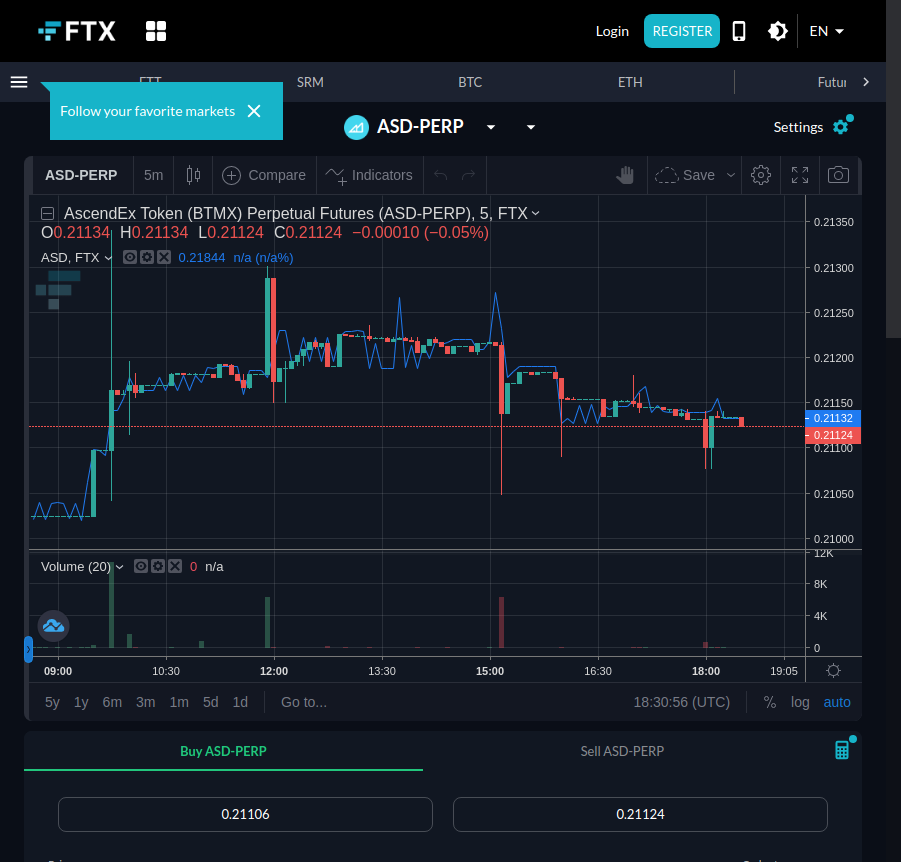 FTX
Login
REGISTER
EN
FTT
SRM
BTC
ETH
Futur
Follow your favorite markets
ASD-PERP
Settings
ASD-PERP
5m
Compare
Indicators
Save
AscendEx Token (BTMX) Perpetual Futures (ASD-PERP), 5, FTX
O0.21134 H0.21134 L0.21124 C0.21124 −0.00010 (−0.05%)
ASD, FTX 0.21844 n/a (n/a%)
0.21350
0.21300
0.21250
0.21200
0.21150
0.21132
0.21124
0.21100
0.21050
0.21000
Volume (20) 0 n/a
12K
8K
4K
0
09:00 10:30 12:00 13:30 15:00 16:30 18:00 19:05
5y 1y 6m 3m 1m 5d 1d Go to...
18:30:56 (UTC) % log auto
Buy ASD-PERP
Sell ASD-PERP
0.21106
0.21124